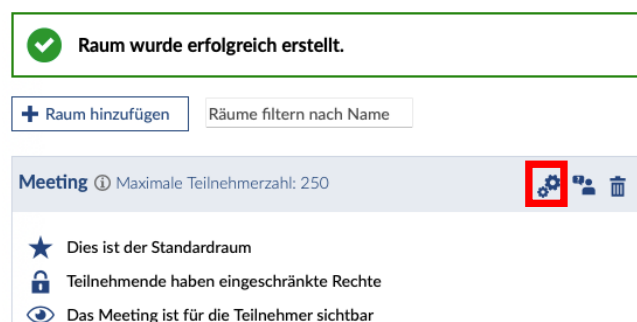 Raum wurde erfolgreich erstellt.
Raum hinzufügen
Räume filtern nach Name
Meeting Maximale Teilnehmerzahl: 250
Dies ist der Standardraum
Teilnehmende haben eingeschränkte Rechte
Das Meeting ist für die Teilnehmer sichtbar